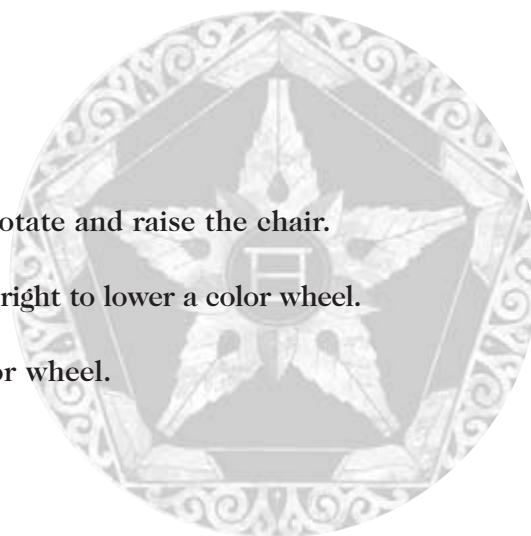 otate and raise the chair.
right to lower a color wheel.
or wheel.